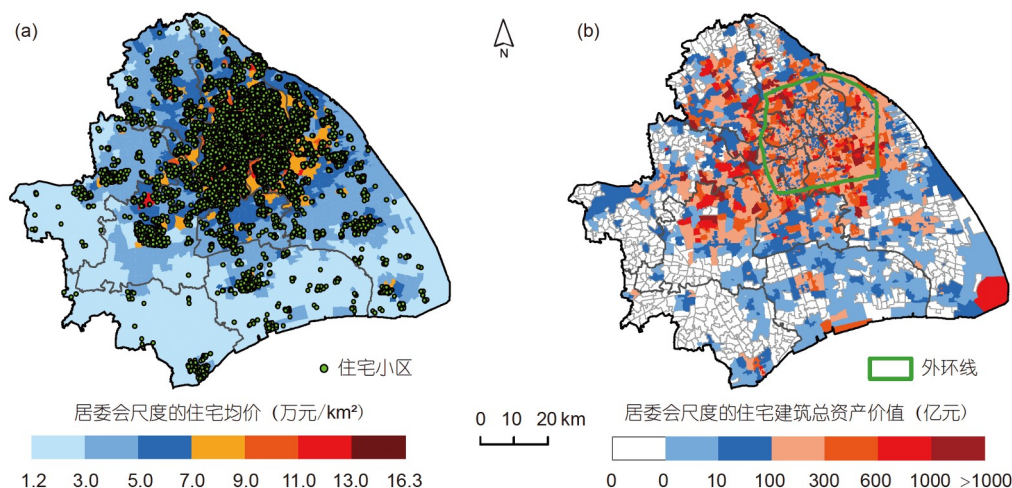 (a)
N
(b)
住宅小区
外环线
居委会尺度的住宅均价（万元/km²）
1.2 3.0 5.0 7.0 9.0 11.0 13.0 16.3
0 10 20 km
居委会尺度的住宅建筑总资产价值（亿元）
0 0 10 100 300 600 1000 >1000